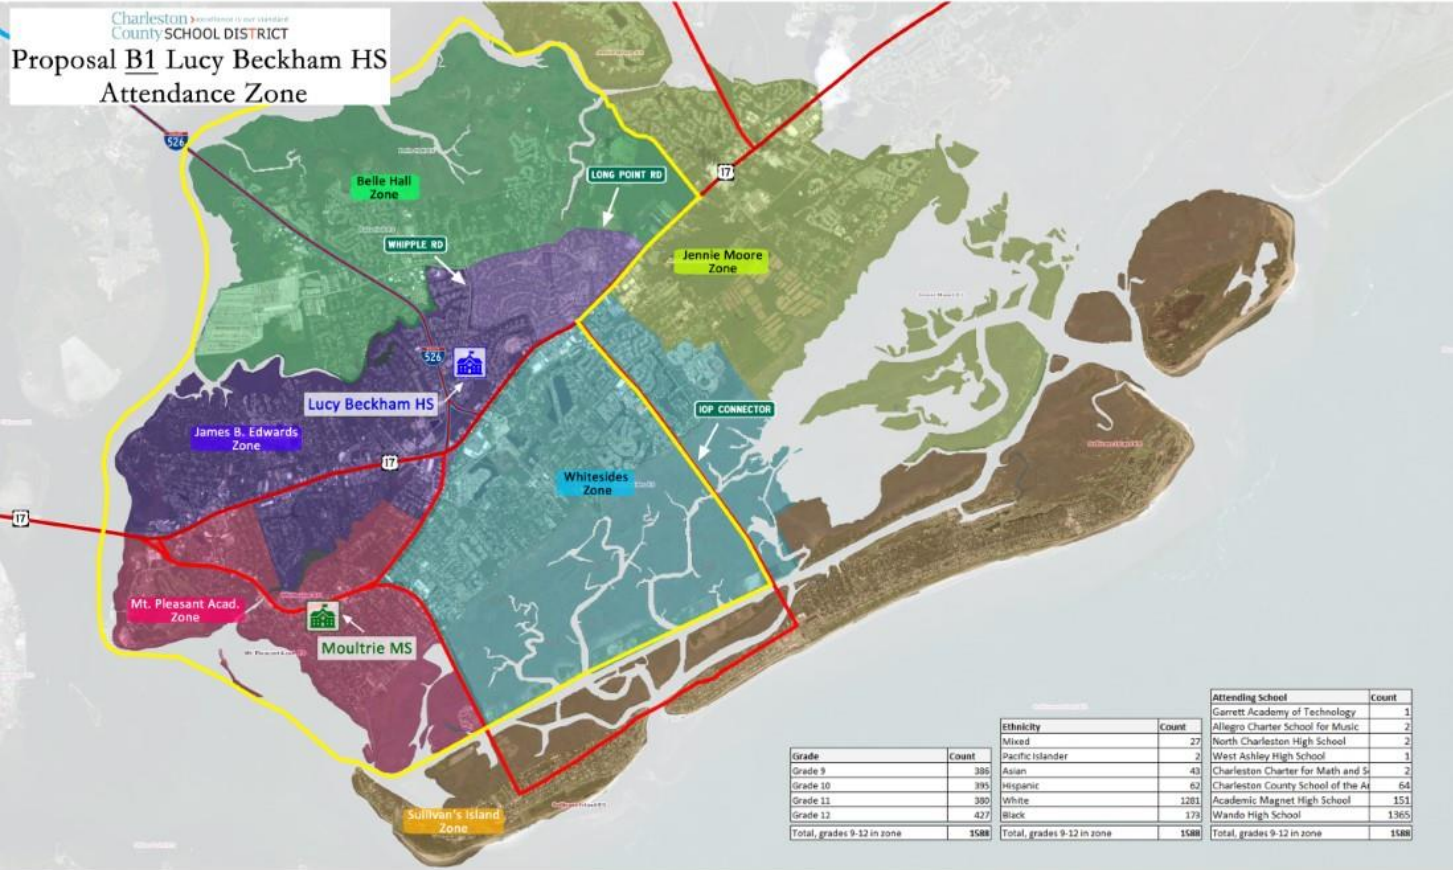 Charleston excellence is our standard
County SCHOOL DISTRICT
Proposal B1 Lucy Beckham HS
Attendance Zone
526
Belle Hall
Zone
LONG POINT RD
17
WHIPPLE RD
Jennie Moore
Zone
526
Lucy Beckham HS
IOP CONNECTOR
James B. Edwards
Zone
17
Whitesides
Zone
17
Mt. Pleasant Acad.
Zone
Moultrie MS
Sullivan's Island
Zone
Grade Count
Grade 9 386
Grade 10 395
Grade 11 380
Grade 12 427
Total, grades 9-12 in zone 1588
Ethnicity Count
Mixed 27
Pacific Islander 2
Asian 43
Hispanic 62
White 1281
Black 173
Total, grades 9-12 in zone 1588
Attending School Count
Garrett Academy of Technology 1
Allegro Charter School for Music 2
North Charleston High School 2
West Ashley High School 1
Charleston Charter for Math and S 2
Charleston County School of the Ar 64
Academic Magnet High School 151
Wando High School 1365
Total, grades 9-12 in zone 1588